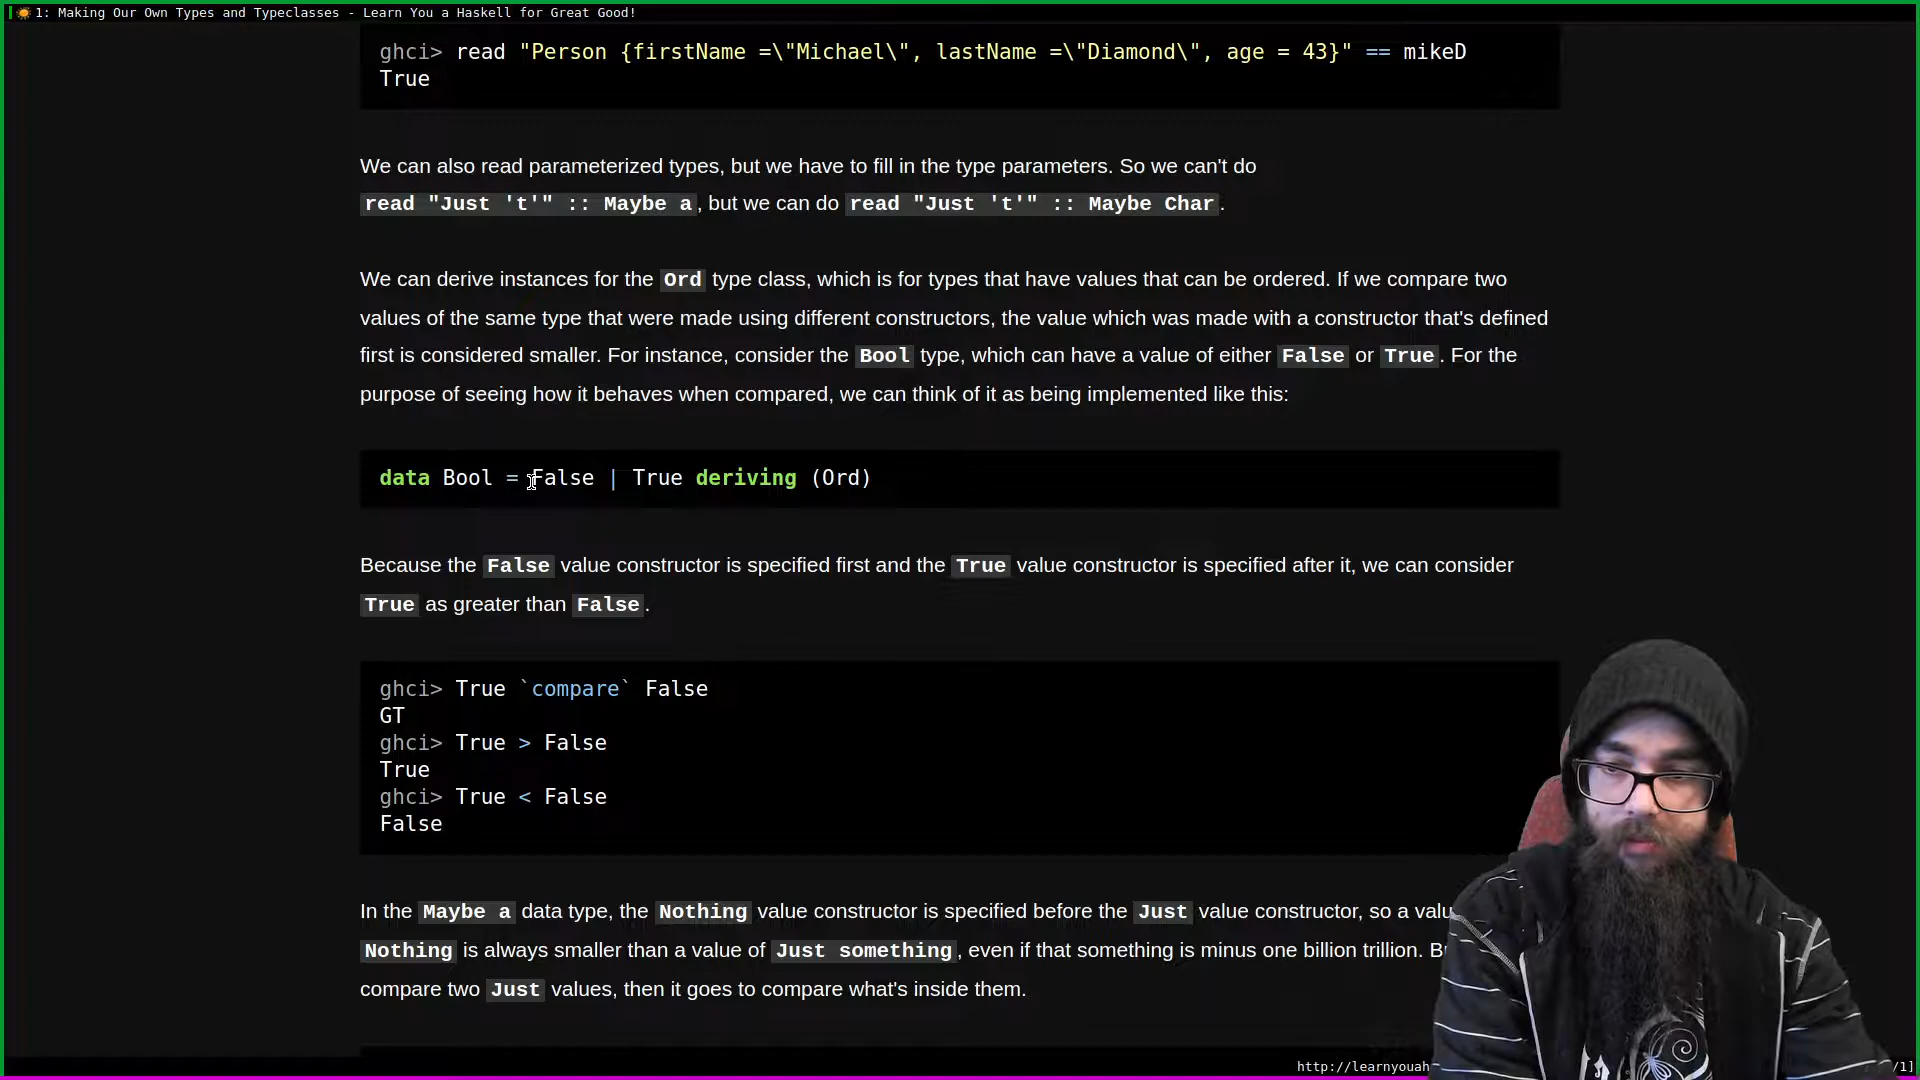 1: Making Our Own Types and Typeclasses - Learn You a Haskell for Great Good!
ghci> read "Person {firstName =\"Michael\", lastName =\"Diamond\", age = 43}" == mikeD
True
We can also read parameterized types, but we have to fill in the type parameters. So we can't do
read "Just 't'" :: Maybe a, but we can do read "Just 't'" :: Maybe Char.
We can derive instances for the Ord type class, which is for types that have values that can be ordered. If we compare two
values of the same type that were made using different constructors, the value which was made with a constructor that's defined
first is considered smaller. For instance, consider the Bool type, which can have a value of either False or True. For the
purpose of seeing how it behaves when compared, we can think of it as being implemented like this:
data Bool = False | True deriving (Ord)
Because the False value constructor is specified first and the True value constructor is specified after it, we can consider
True as greater than False.
ghci> True `compare` False
GT
ghci> True > False
True
ghci> True < False
False
In the Maybe a data type, the Nothing value constructor is specified before the Just value constructor, so a valu
Nothing is always smaller than a value of Just something, even if that something is minus one billion trillion. B
compare two Just values, then it goes to compare what's inside them.
http://learnyouah /1]